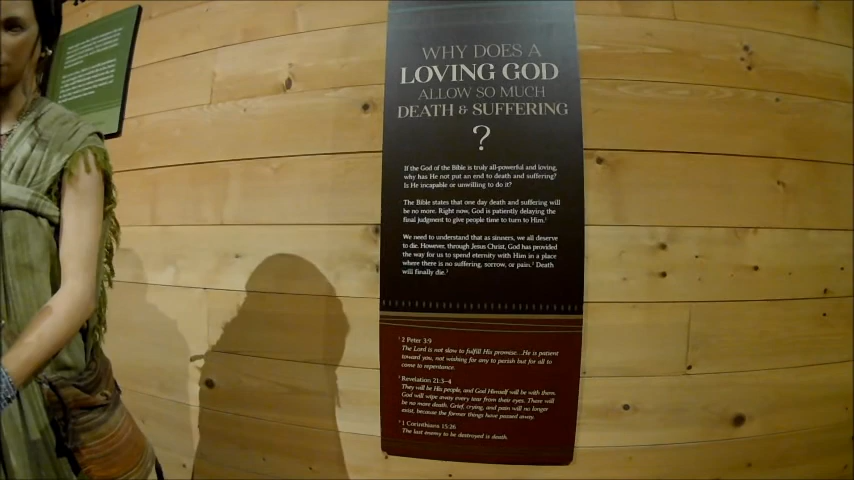 WHY DOES A
LOVING GOD
ALLOW SO MUCH
DEATH & SUFFERING
?
If the God of the Bible is truly all-powerful and loving,
why has He not put an end to death and suffering?
Is He incapable or unwilling to do it?
The Bible states that one day death and suffering will
be no more. Right now, God is patiently delaying the
final judgment to give people time to turn to Him.¹
We need to understand that as sinners, we all deserve
to die. However, through Jesus Christ, God has provided
the way for us to spend eternity with Him in a place
where there is no suffering, sorrow, or pain.² Death
will finally die.³
¹ 2 Peter 3:9
The Lord is not slow to fulfill His promise...He is patient
toward you, not wishing for any to perish but for all to
come to repentance.
² Revelation 21:3–4
They will be His people, and God Himself will be with them.
God will wipe away every tear from their eyes. There will
be no more death. Grief, crying, and pain will no longer
exist, because the former things have passed away.
³ 1 Corinthians 15:26
The last enemy to be destroyed is death.